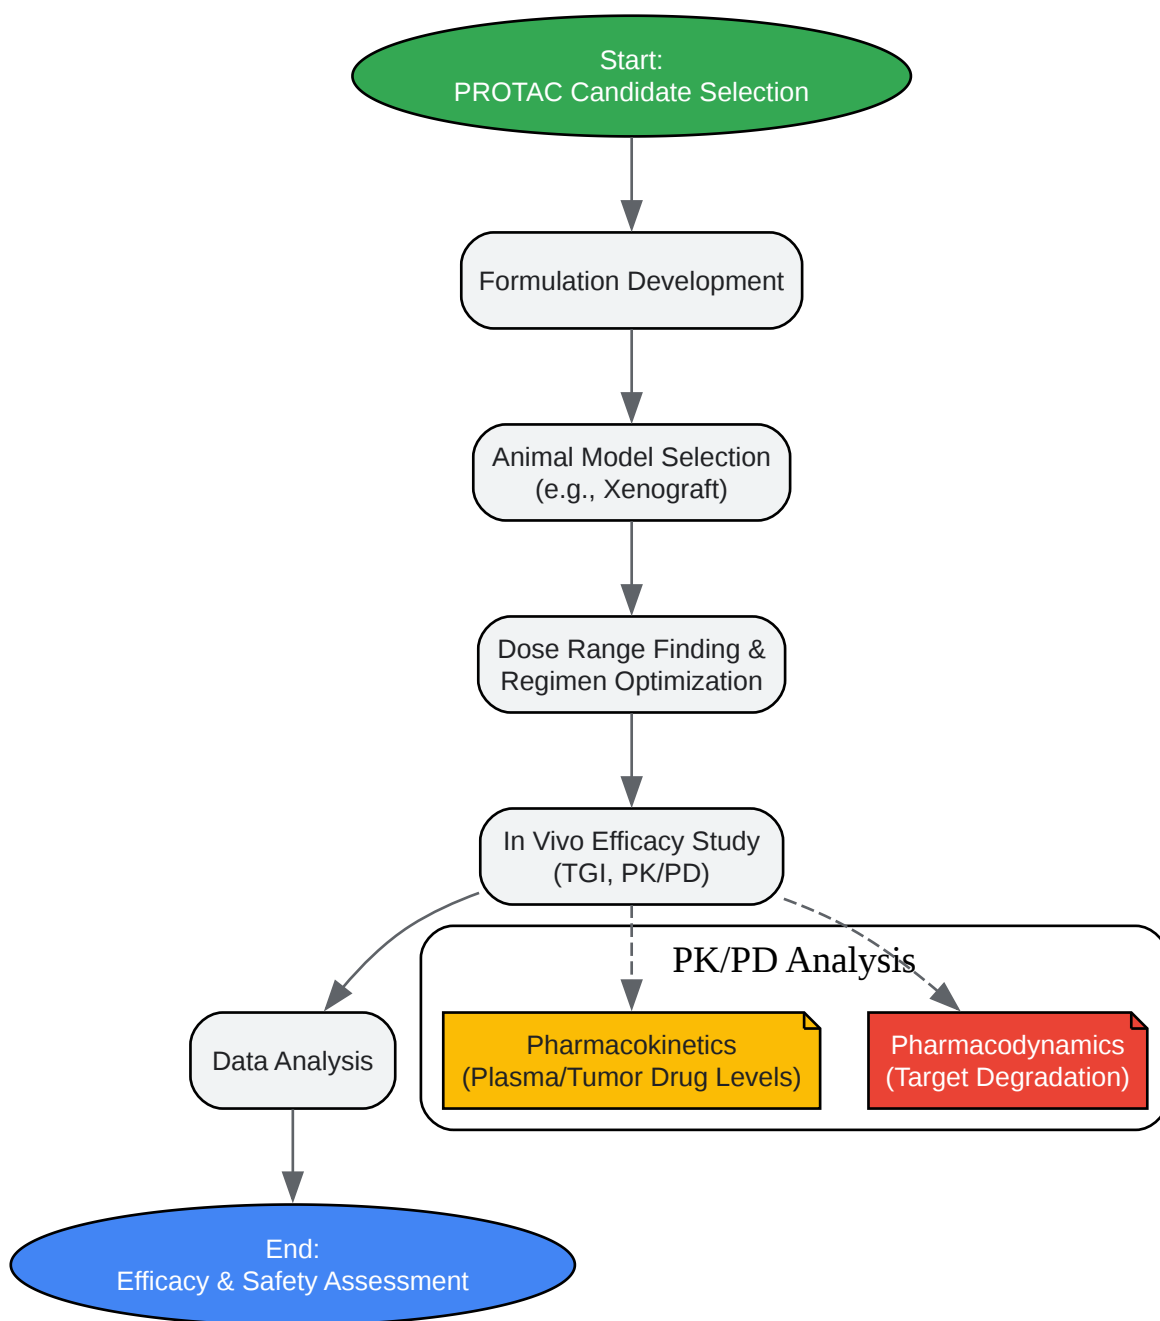 Start:
PROTAC Candidate Selection
Formulation Development
Animal Model Selection
(e.g., Xenograft)
Dose Range Finding &
Regimen Optimization
In Vivo Efficacy Study
(TGI, PK/PD)
PK/PD Analysis
Data Analysis
Pharmacokinetics
(Plasma/Tumor Drug Levels)
Pharmacodynamics
(Target Degradation)
End:
Efficacy & Safety Assessment